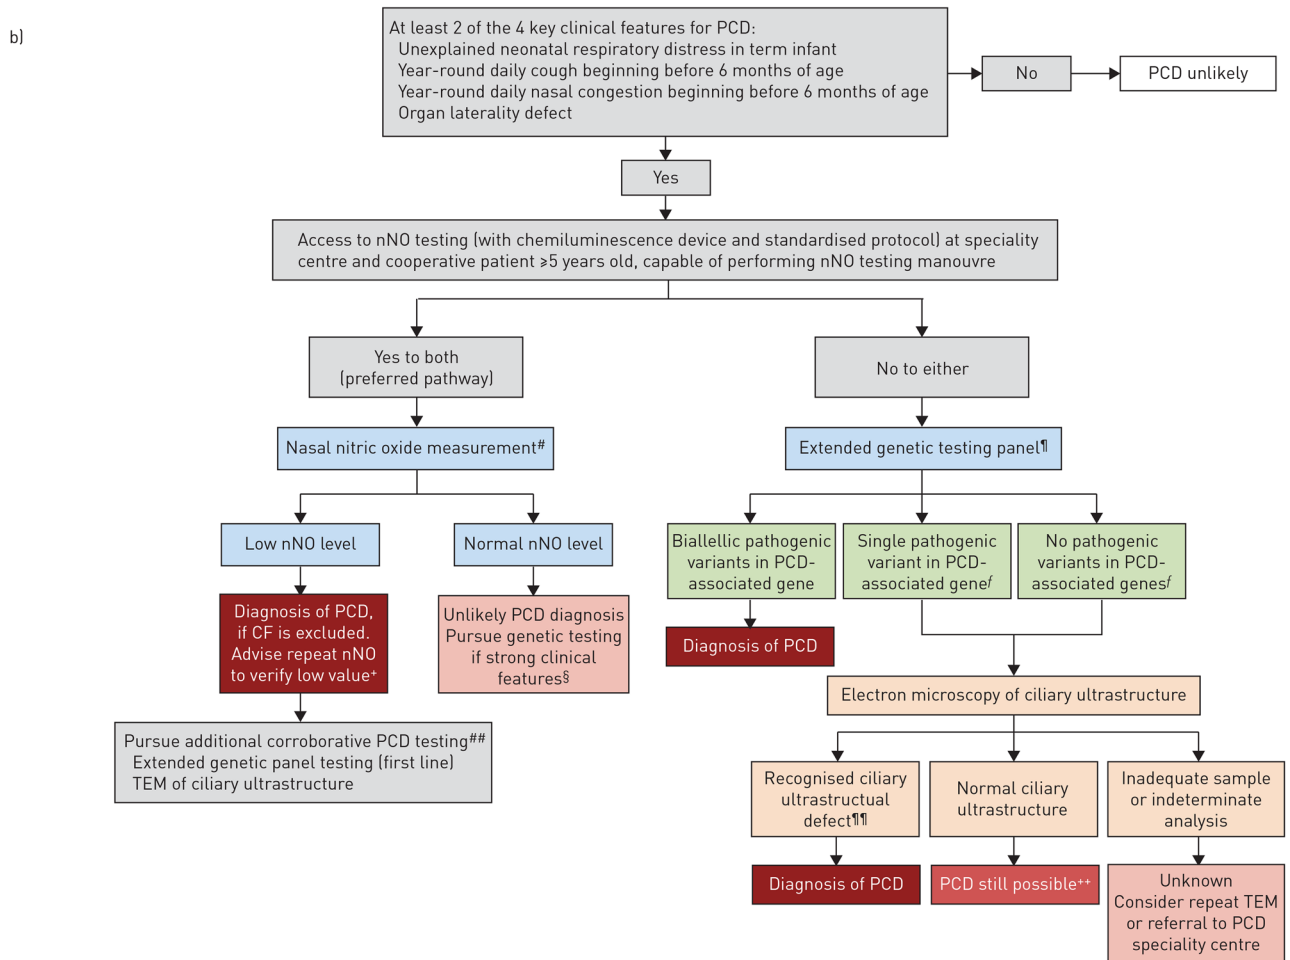 b)
At least 2 of the 4 key clinical features for PCD:
Unexplained neonatal respiratory distress in term infant
Year-round daily cough beginning before 6 months of age
Year-round daily nasal congestion beginning before 6 months of age
Organ laterality defect
No
PCD unlikely
Yes
Access to nNO testing (with chemiluminescence device and standardised protocol) at speciality
centre and cooperative patient ⩾5 years old, capable of performing nNO testing manouvre
Yes to both
(preferred pathway)
No to either
Nasal nitric oxide measurement#
Extended genetic testing panel¶
Low nNO level
Normal nNO level
Biallellic pathogenic
variants in PCD-
associated gene
Single pathogenic
variant in PCD-
associated geneƒ
No pathogenic
variants in PCD-
associated genesƒ
Diagnosis of PCD,
if CF is excluded.
Advise repeat nNO
to verify low value+
Unlikely PCD diagnosis
Pursue genetic testing
if strong clinical
features§
Diagnosis of PCD
Electron microscopy of ciliary ultrastructure
Pursue additional corroborative PCD testing##
Extended genetic panel testing (first line)
TEM of ciliary ultrastructure
Recognised ciliary
ultrastuctual
defect¶¶
Normal ciliary
ultrastructure
Inadequate sample
or indeterminate
analysis
Diagnosis of PCD
PCD still possible++
Unknown
Consider repeat TEM
or referral to PCD
speciality centre